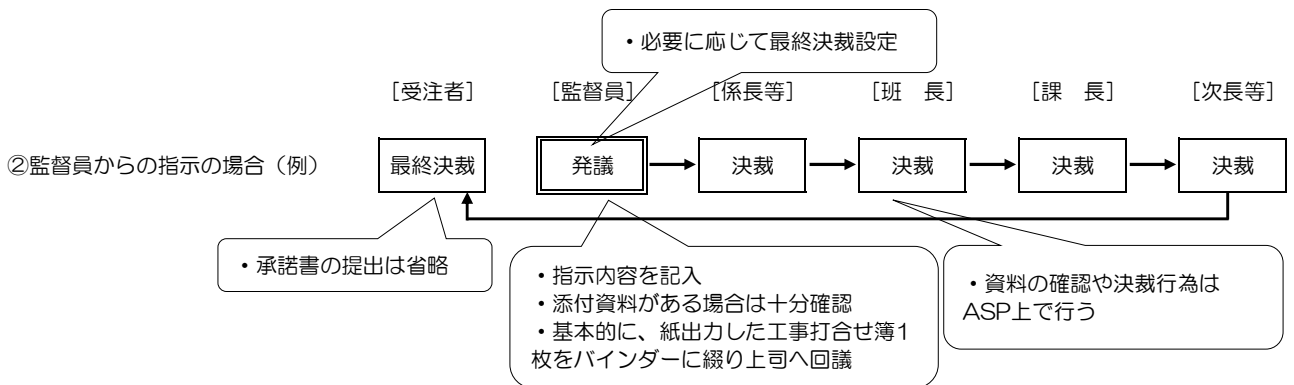 ・必要に応じて最終決裁設定
［受注者］ ［監督員］ ［係長等］ ［班　長］ ［課　長］ ［次長等］
②監督員からの指示の場合（例） 最終決裁 発議 決裁 決裁 決裁 決裁
・承諾書の提出は省略
・指示内容を記入
・添付資料がある場合は十分確認
・基本的に、紙出力した工事打合せ簿1
枚をバインダーに綴り上司へ回議
・資料の確認や決裁行為は
ASP上で行う